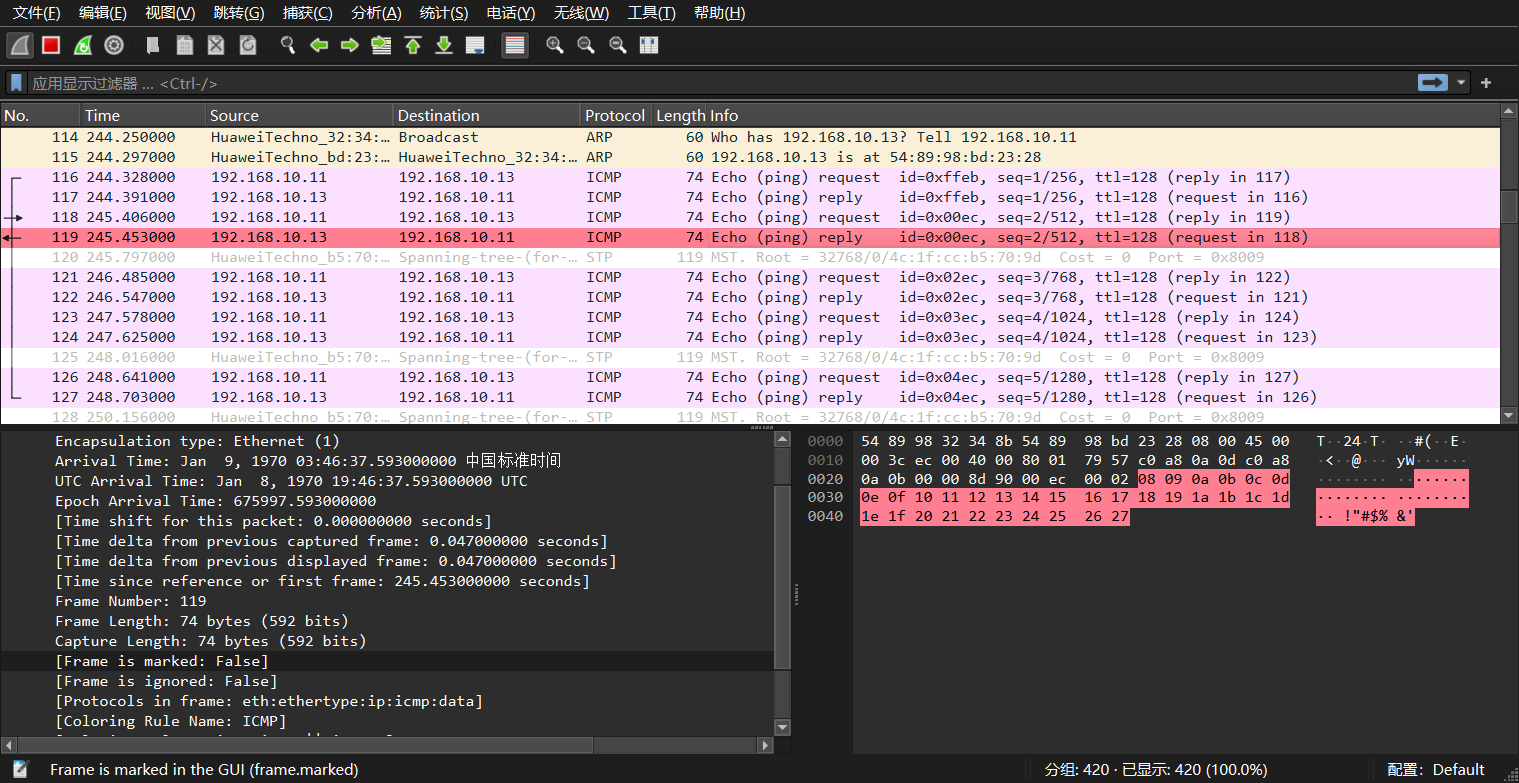 文件(F) 编辑(E) 视图(V) 跳转(G) 捕获(C) 分析(A) 统计(S) 电话(Y) 无线(W) 工具(T) 帮助(H)
应用显示过滤器 … <Ctrl-/>
No. Time Source Destination Protocol Length Info
114 244.250000 HuaweiTechno_32:34:… Broadcast ARP 60 Who has 192.168.10.13? Tell 192.168.10.11
115 244.297000 HuaweiTechno_bd:23:… HuaweiTechno_32:34:… ARP 60 192.168.10.13 is at 54:89:98:bd:23:28
116 244.328000 192.168.10.11 192.168.10.13 ICMP 74 Echo (ping) request id=0xffeb, seq=1/256, ttl=128 (reply in 117)
117 244.391000 192.168.10.13 192.168.10.11 ICMP 74 Echo (ping) reply id=0xffeb, seq=1/256, ttl=128 (request in 116)
118 245.406000 192.168.10.11 192.168.10.13 ICMP 74 Echo (ping) request id=0x00ec, seq=2/512, ttl=128 (reply in 119)
119 245.453000 192.168.10.13 192.168.10.11 ICMP 74 Echo (ping) reply id=0x00ec, seq=2/512, ttl=128 (request in 118)
120 245.797000 HuaweiTechno_b5:70:… Spanning-tree-(for-… STP 119 MST. Root = 32768/0/4c:1f:cc:b5:70:9d Cost = 0 Port = 0x8009
121 246.485000 192.168.10.11 192.168.10.13 ICMP 74 Echo (ping) request id=0x02ec, seq=3/768, ttl=128 (reply in 122)
122 246.547000 192.168.10.13 192.168.10.11 ICMP 74 Echo (ping) reply id=0x02ec, seq=3/768, ttl=128 (request in 121)
123 247.578000 192.168.10.11 192.168.10.13 ICMP 74 Echo (ping) request id=0x03ec, seq=4/1024, ttl=128 (reply in 124)
124 247.625000 192.168.10.13 192.168.10.11 ICMP 74 Echo (ping) reply id=0x03ec, seq=4/1024, ttl=128 (request in 123)
125 248.016000 HuaweiTechno_b5:70:… Spanning-tree-(for-… STP 119 MST. Root = 32768/0/4c:1f:cc:b5:70:9d Cost = 0 Port = 0x8009
126 248.641000 192.168.10.11 192.168.10.13 ICMP 74 Echo (ping) request id=0x04ec, seq=5/1280, ttl=128 (reply in 127)
127 248.703000 192.168.10.13 192.168.10.11 ICMP 74 Echo (ping) reply id=0x04ec, seq=5/1280, ttl=128 (request in 126)
128 250.156000 HuaweiTechno_b5:70:… Spanning-tree-(for-… STP 119 MST. Root = 32768/0/4c:1f:cc:b5:70:9d Cost = 0 Port = 0x8009
Encapsulation type: Ethernet (1)
Arrival Time: Jan 9, 1970 03:46:37.593000000 中国标准时间
UTC Arrival Time: Jan 8, 1970 19:46:37.593000000 UTC
Epoch Arrival Time: 675997.593000000
[Time shift for this packet: 0.000000000 seconds]
[Time delta from previous captured frame: 0.047000000 seconds]
[Time delta from previous displayed frame: 0.047000000 seconds]
[Time since reference or first frame: 245.453000000 seconds]
Frame Number: 119
Frame Length: 74 bytes (592 bits)
Capture Length: 74 bytes (592 bits)
[Frame is marked: False]
[Frame is ignored: False]
[Protocols in frame: eth:ethertype:ip:icmp:data]
[Coloring Rule Name: ICMP]
0000 54 89 98 32 34 8b 54 89 98 bd 23 28 08 00 45 00 T··24·T· ··#(··E·
0010 00 3c ec 00 40 00 80 01 79 57 c0 a8 0a 0d c0 a8 ·<··@··· yW······
0020 0a 0b 00 00 8d 90 00 ec 00 02 08 09 0a 0b 0c 0d ········ ········
0030 0e 0f 10 11 12 13 14 15 16 17 18 19 1a 1b 1c 1d ········ ········
0040 1e 1f 20 21 22 23 24 25 26 27 ·· !"#$% &'
Frame is marked in the GUI (frame.marked) 分组: 420 · 已显示: 420 (100.0%) 配置: Default